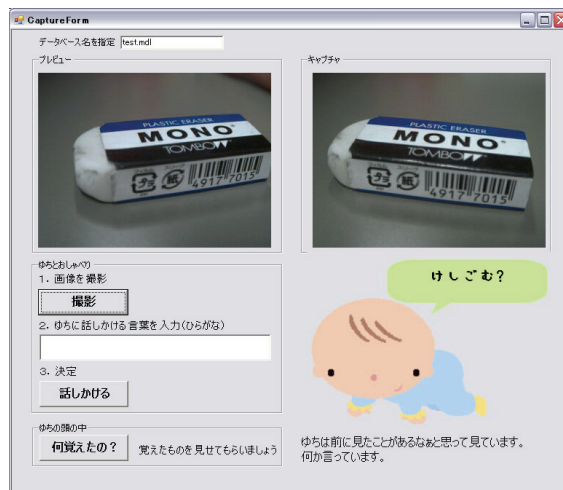 CaptureForm
データベース名を指定 test.mdl
プレビュー
PLASTIC ERASER
MONO
TOMBOW
4917 7015
キャプチャ
PLASTIC ERASER
MONO
TOMBOW
4917 7015
ゆちとおしゃべり
1. 画像を撮影
撮影
2. ゆちに話しかける言葉を入力(ひらがな)
3. 決定
話しかける
けしごむ?
ゆちの頭の中
何覚えたの? 覚えたものを見せてもらいましょう
ゆちは前に見たことがあるなぁと思って見ています。
何か言っています。